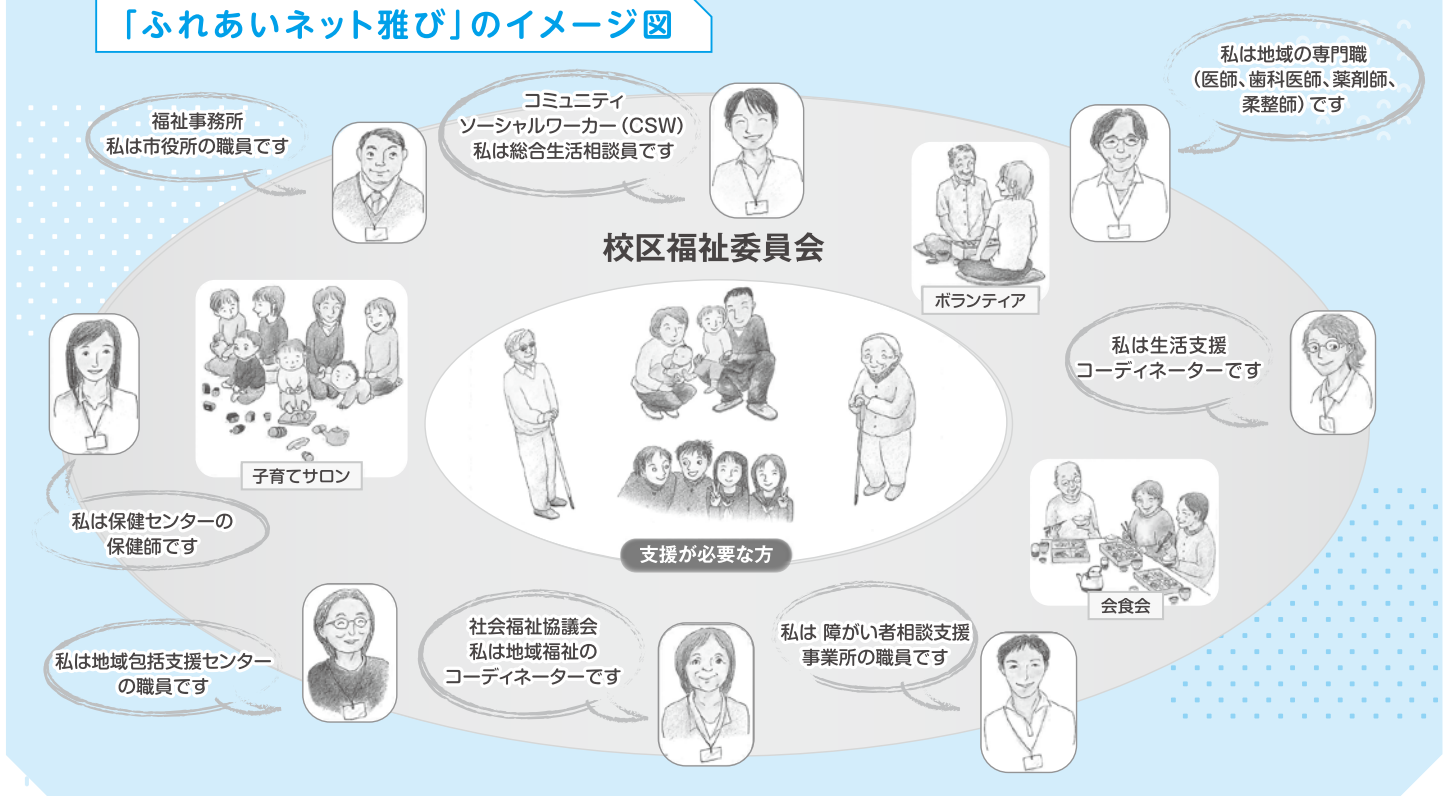 「ふれあいネット雅び」のイメージ図
福祉事務所
私は市役所の職員です
コミュニティ
ソーシャルワーカー（CSW）
私は総合生活相談員です
私は地域の専門職
（医師、歯科医師、薬剤師、
柔整師）です
校区福祉委員会
ボランティア
私は生活支援
コーディネーターです
子育てサロン
私は保健センターの
保健師です
支援が必要な方
会食会
私は地域包括支援センター
の職員です
社会福祉協議会
私は地域福祉の
コーディネーターです
私は 障がい者相談支援
事業所の職員です